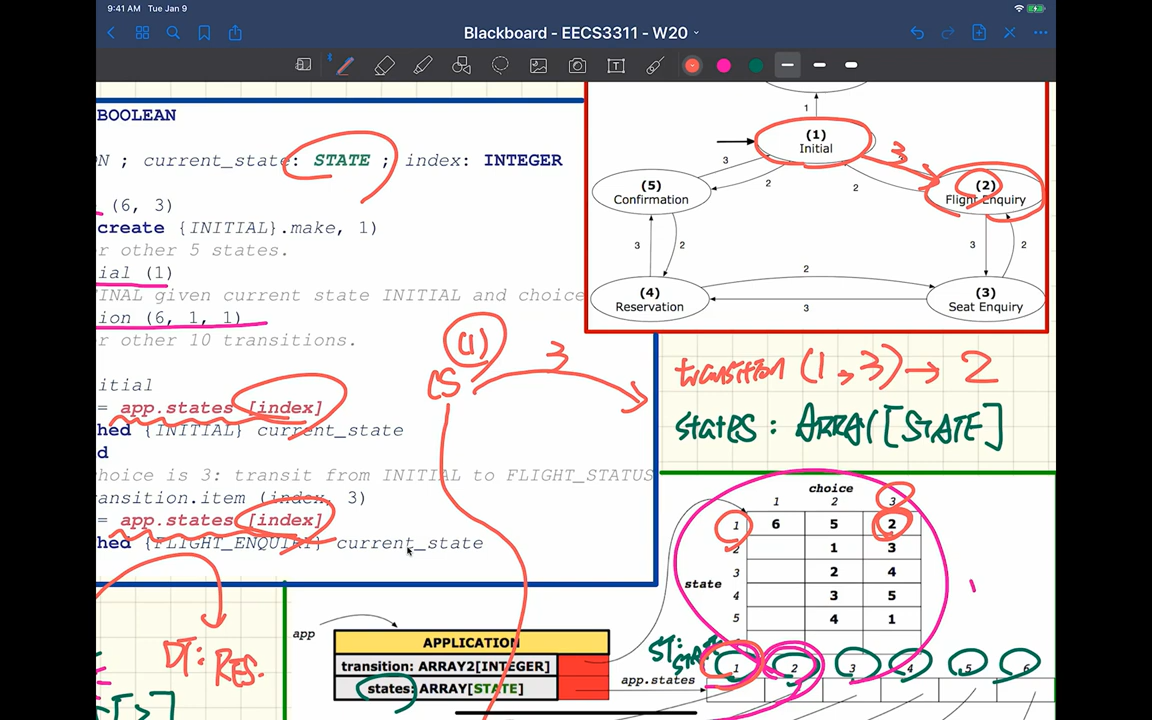 9:41 AM Tue Jan 9
Blackboard - EECS3311 - W20
BOOLEAN
ON ; current_state: STATE ; index: INTEGER
(6, 3)
create {INITIAL}.make, 1)
r other 5 states.
ial (1)
INAL given current state INITIAL and choice
ion (6, 1, 1)
r other 10 transitions.
nitial
= app.states [index]
hed {INITIAL} current_state
d
hoice is 3: transit from INITIAL to FLIGHT_STATUS
ansition.item (index, 3)
= app.states [index]
hed {FLIGHT_ENQUIRY} current_state
(1)
CS 3
DT: RES.
1
(1)
Initial
3
3 2 2
(5)
Confirmation
(2)
Flight Enquiry
3 2 3 2
2
(4)
Reservation
(3)
Seat Enquiry
3
transition (1, 3) → 2
states : ARRAY [STATE]
choice
1 2 3
1 6 5 2
2 1 3
state
3 2 4
4 3 5
5 4 1
ST: STATE
app.states
1 2 3 4 5 6
app
APPLICATION
transition: ARRAY2[INTEGER]
states: ARRAY[STATE]